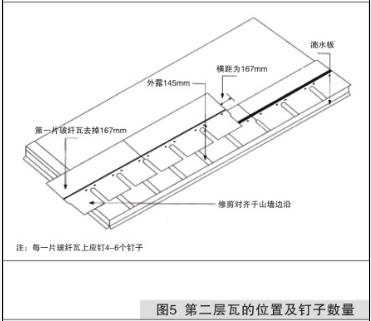 滴水板
横距为167mm
外露145mm
第一片玻纤瓦去掉167mm
修剪对齐于山墙边沿
注：每一片玻纤瓦上应钉4-6个钉子
图5 第二层瓦的位置及钉子数量